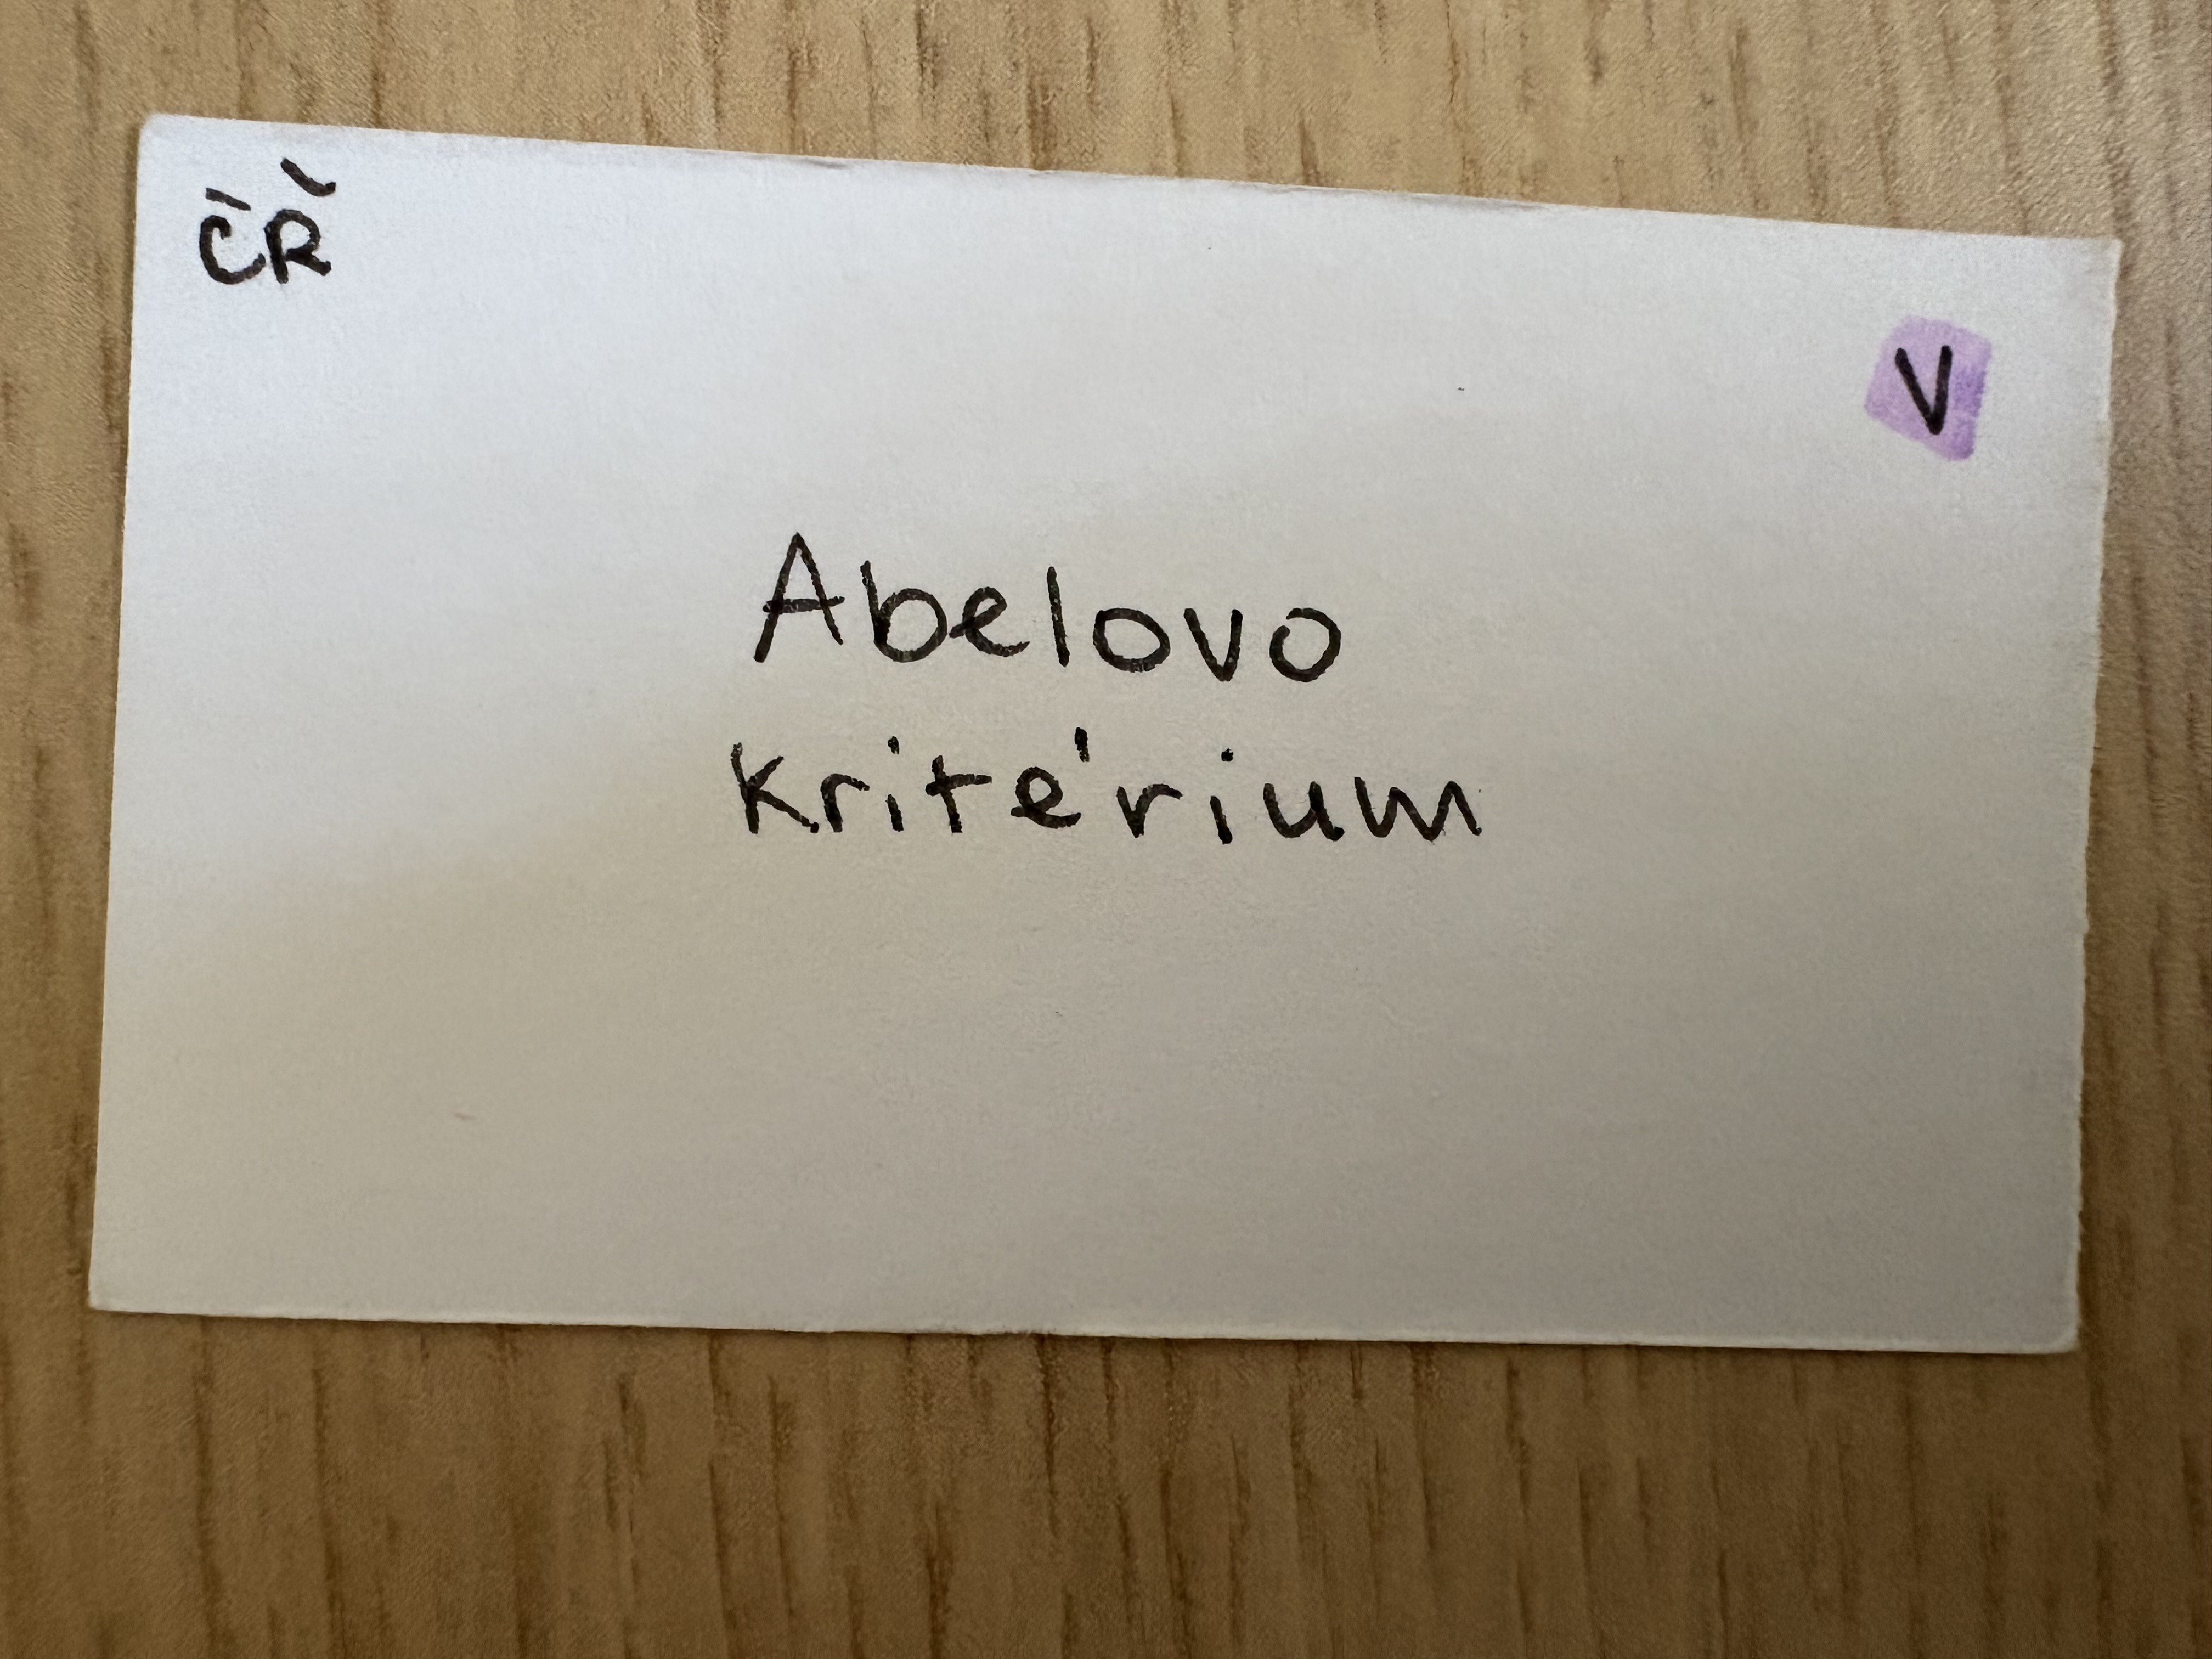 ČŘ
V
Abelovo
kritérium